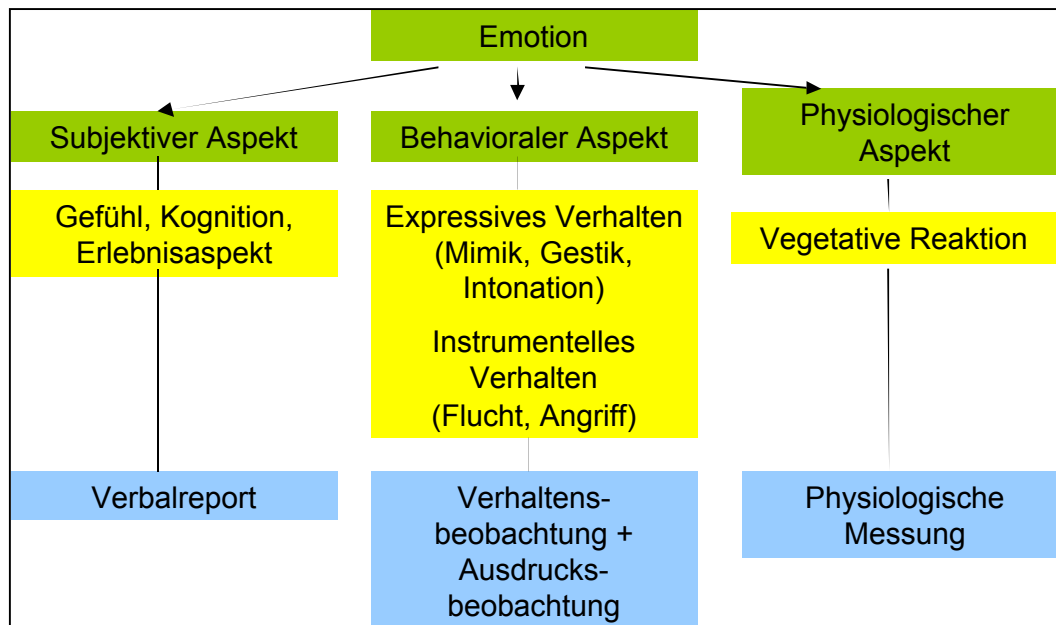 Emotion
Subjektiver Aspekt
Gefühl, Kognition,
Erlebnisaspekt
Verbalreport
Behavioraler Aspekt
Expressives Verhalten
(Mimik, Gestik,
Intonation)
Instrumentelles
Verhalten
(Flucht, Angriff)
Verhaltens-
beobachtung +
Ausdrucks-
beobachtung
Physiologischer
Aspekt
Vegetative Reaktion
Physiologische
Messung